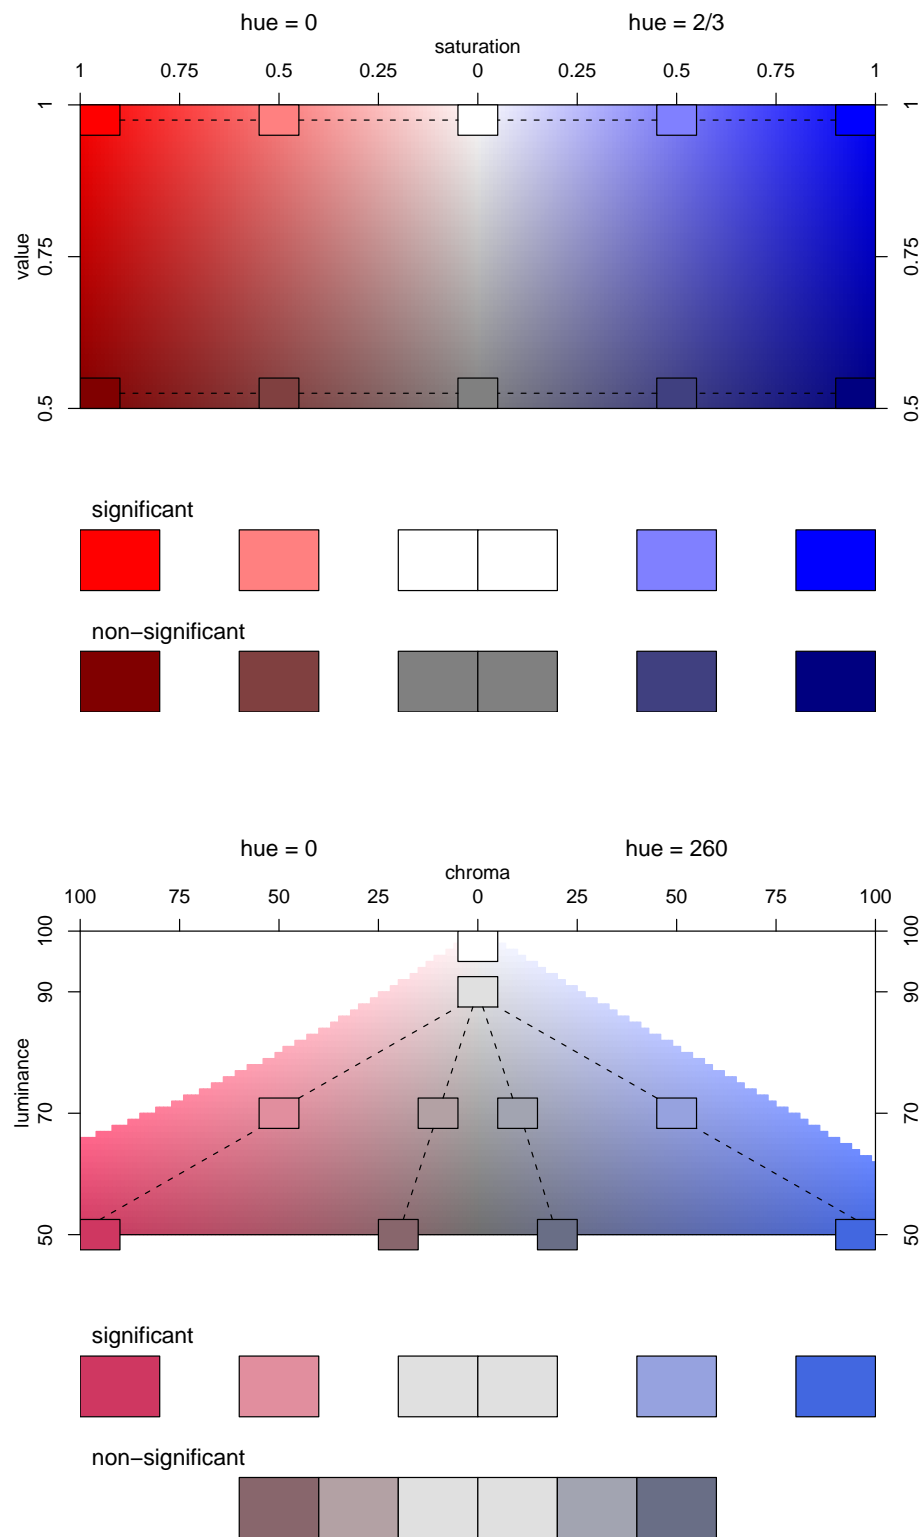 hue = 0 hue = 2/3
saturation
1 0.75 0.5 0.25 0 0.25 0.5 0.75 1
value
1 0.75 0.5
1 0.75 0.5
significant
non−significant
hue = 0 hue = 260
chroma
100 75 50 25 0 25 50 75 100
luminance
100 90 70 50
100 90 70 50
significant
non−significant